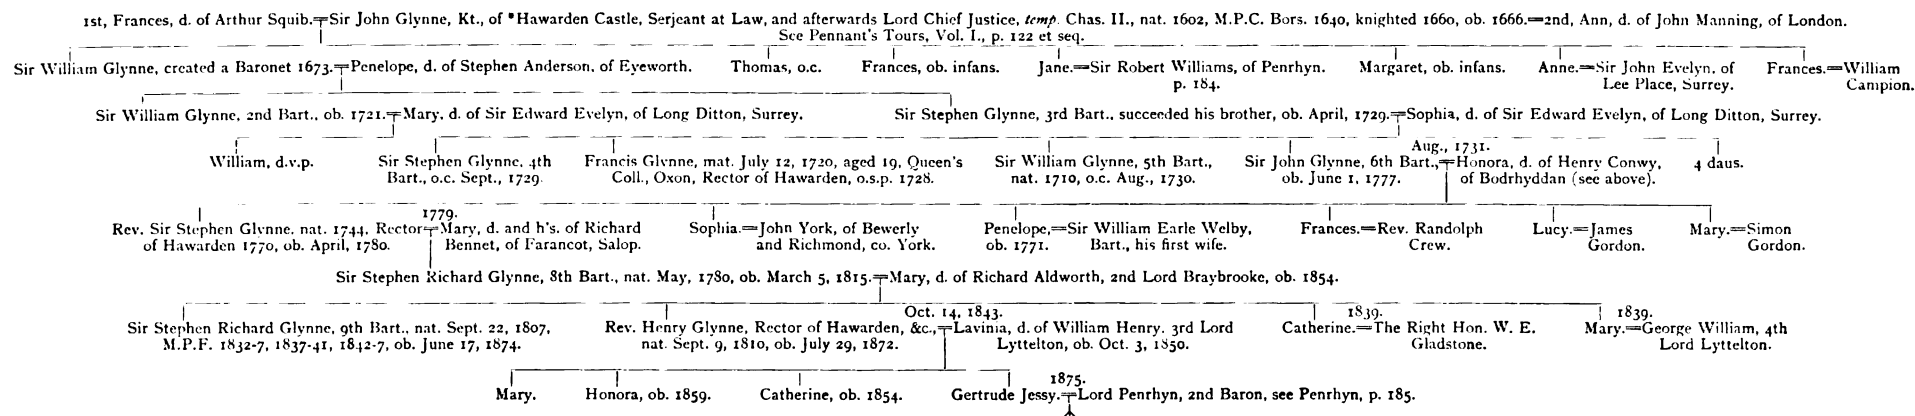 1st, Frances, d. of Arthur Squib.=Sir John Glynne, Kt., of *Hawarden Castle, Serjeant at Law, and afterwards Lord Chief Justice, temp. Chas. II., nat. 1602, M.P.C. Bors. 1640, knighted 1660, ob. 1666.=2nd, Ann, d. of John Manning, of London.
See Pennant's Tours, Vol. I., p. 122 et seq.
Sir William Glynne, created a Baronet 1673.=Penelope, d. of Stephen Anderson, of Eyeworth. Thomas, o.c. Frances, ob. infans. Jane.=Sir Robert Williams, of Penrhyn. Margaret, ob. infans. Anne.=Sir John Evelyn, of Frances.=William
p. 184. Lee Place, Surrey. Campion.
Sir William Glynne, 2nd Bart., ob. 1721.=Mary, d. of Sir Edward Evelyn, of Long Ditton, Surrey. Sir Stephen Glynne, 3rd Bart., succeeded his brother, ob. April, 1729.=Sophia, d. of Sir Edward Evelyn, of Long Ditton, Surrey.
Aug., 1731.
William, d.v.p. Sir Stephen Glynne, 4th Francis Glynne, mat. July 12, 1720, aged 19, Queen's Sir William Glynne, 5th Bart., Sir John Glynne, 6th Bart.,=Honora, d. of Henry Conwy, 4 daus.
Bart., o.c. Sept., 1729. Coll., Oxon, Rector of Hawarden, o.s.p. 1728. nat. 1710, o.c. Aug., 1730. ob. June 1, 1777. of Bodrhyddan (see above).
1779.
Rev. Sir Stephen Glynne, nat. 1744, Rector=Mary, d. and h's. of Richard Sophia.=John York, of Bewerly Penelope,=Sir William Earle Welby, Frances.=Rev. Randolph Lucy.=James Mary.=Simon
of Hawarden 1770, ob. April, 1780. Bennet, of Farancot, Salop. and Richmond, co. York. ob. 1771. Bart., his first wife. Crew. Gordon. Gordon.
Sir Stephen Richard Glynne, 8th Bart., nat. May, 1780, ob. March 5, 1815.=Mary, d. of Richard Aldworth, 2nd Lord Braybrooke, ob. 1854.
Oct. 14, 1843. 1839. 1839.
Sir Stephen Richard Glynne, 9th Bart., nat. Sept. 22, 1807, Rev. Henry Glynne, Rector of Hawarden, &c.,=Lavinia, d. of William Henry, 3rd Lord Catherine.=The Right Hon. W. E. Mary.=George William, 4th
M.P.F. 1832-7, 1837-41, 1842-7, ob. June 17, 1874. nat. Sept. 9, 1810, ob. July 29, 1872. Lyttelton, ob. Oct. 3, 1850. Gladstone. Lord Lyttelton.
1875.
Mary. Honora, ob. 1859. Catherine, ob. 1854. Gertrude Jessy.=Lord Penrhyn, 2nd Baron, see Penrhyn, p. 185.